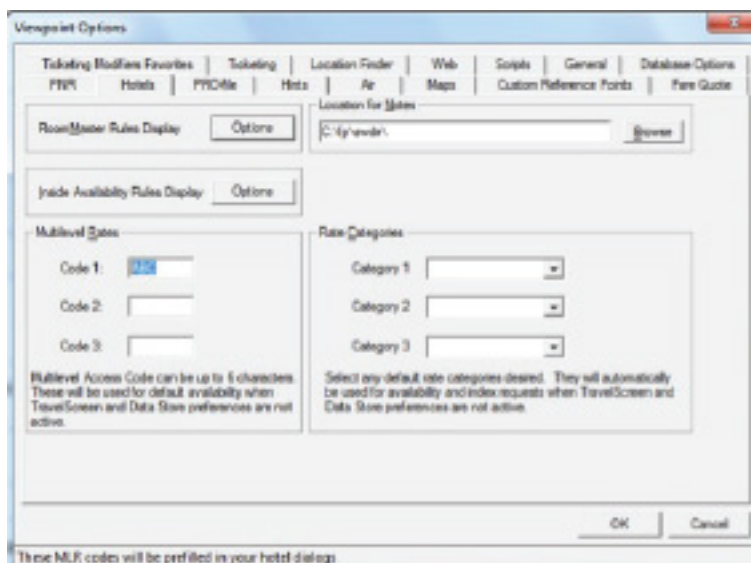 Viewpoint Options
Ticketing Modifiers Favorites
Ticketing
Location Finder
Web
Scripts
General
Database Options
PNR
Hotels
PROfile
Hints
Air
Maps
Custom Reference Points
Fare Quote
RoomMaster Rules Display
Options
Location for Notes
Browse
Inside Availability Rules Display
Options
Multilevel Rates
Code 1:
ABC
Code 2:
Code 3:
Multilevel Access Code can be up to 6 characters.
These will be used for default availability when
TravelScreen and Data Store preferences are not
active.
Rate Categories
Category 1
Category 2
Category 3
Select any default rate categories desired. They will automatically
be used for availability and index requests when TravelScreen and
Data Store preferences are not active.
OK
Cancel
These MLR codes will be prefilled in your hotel dialogs